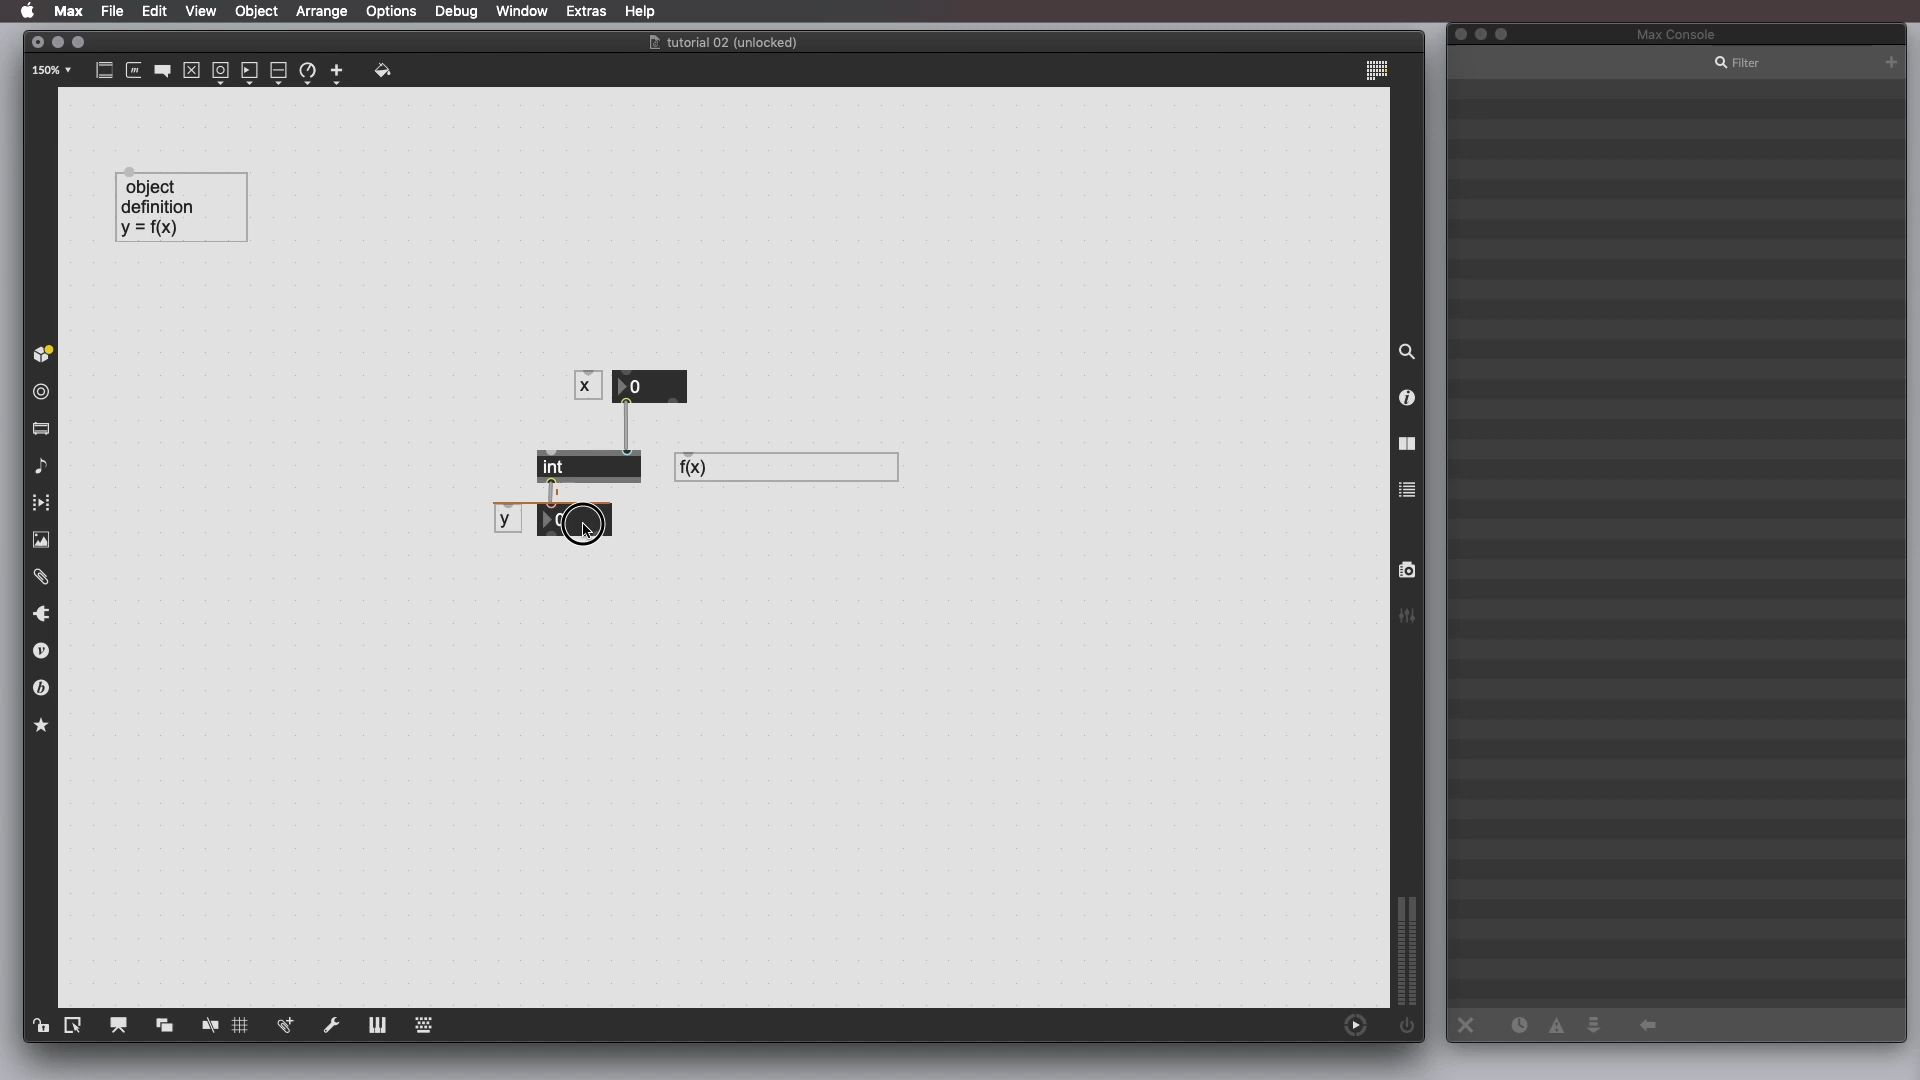 Max File Edit View Object Arrange Options Debug Window Extras Help
tutorial 02 (unlocked)
Max Console
150%
Filter
object
definition
y = f(x)
x
0
int
f(x)
y